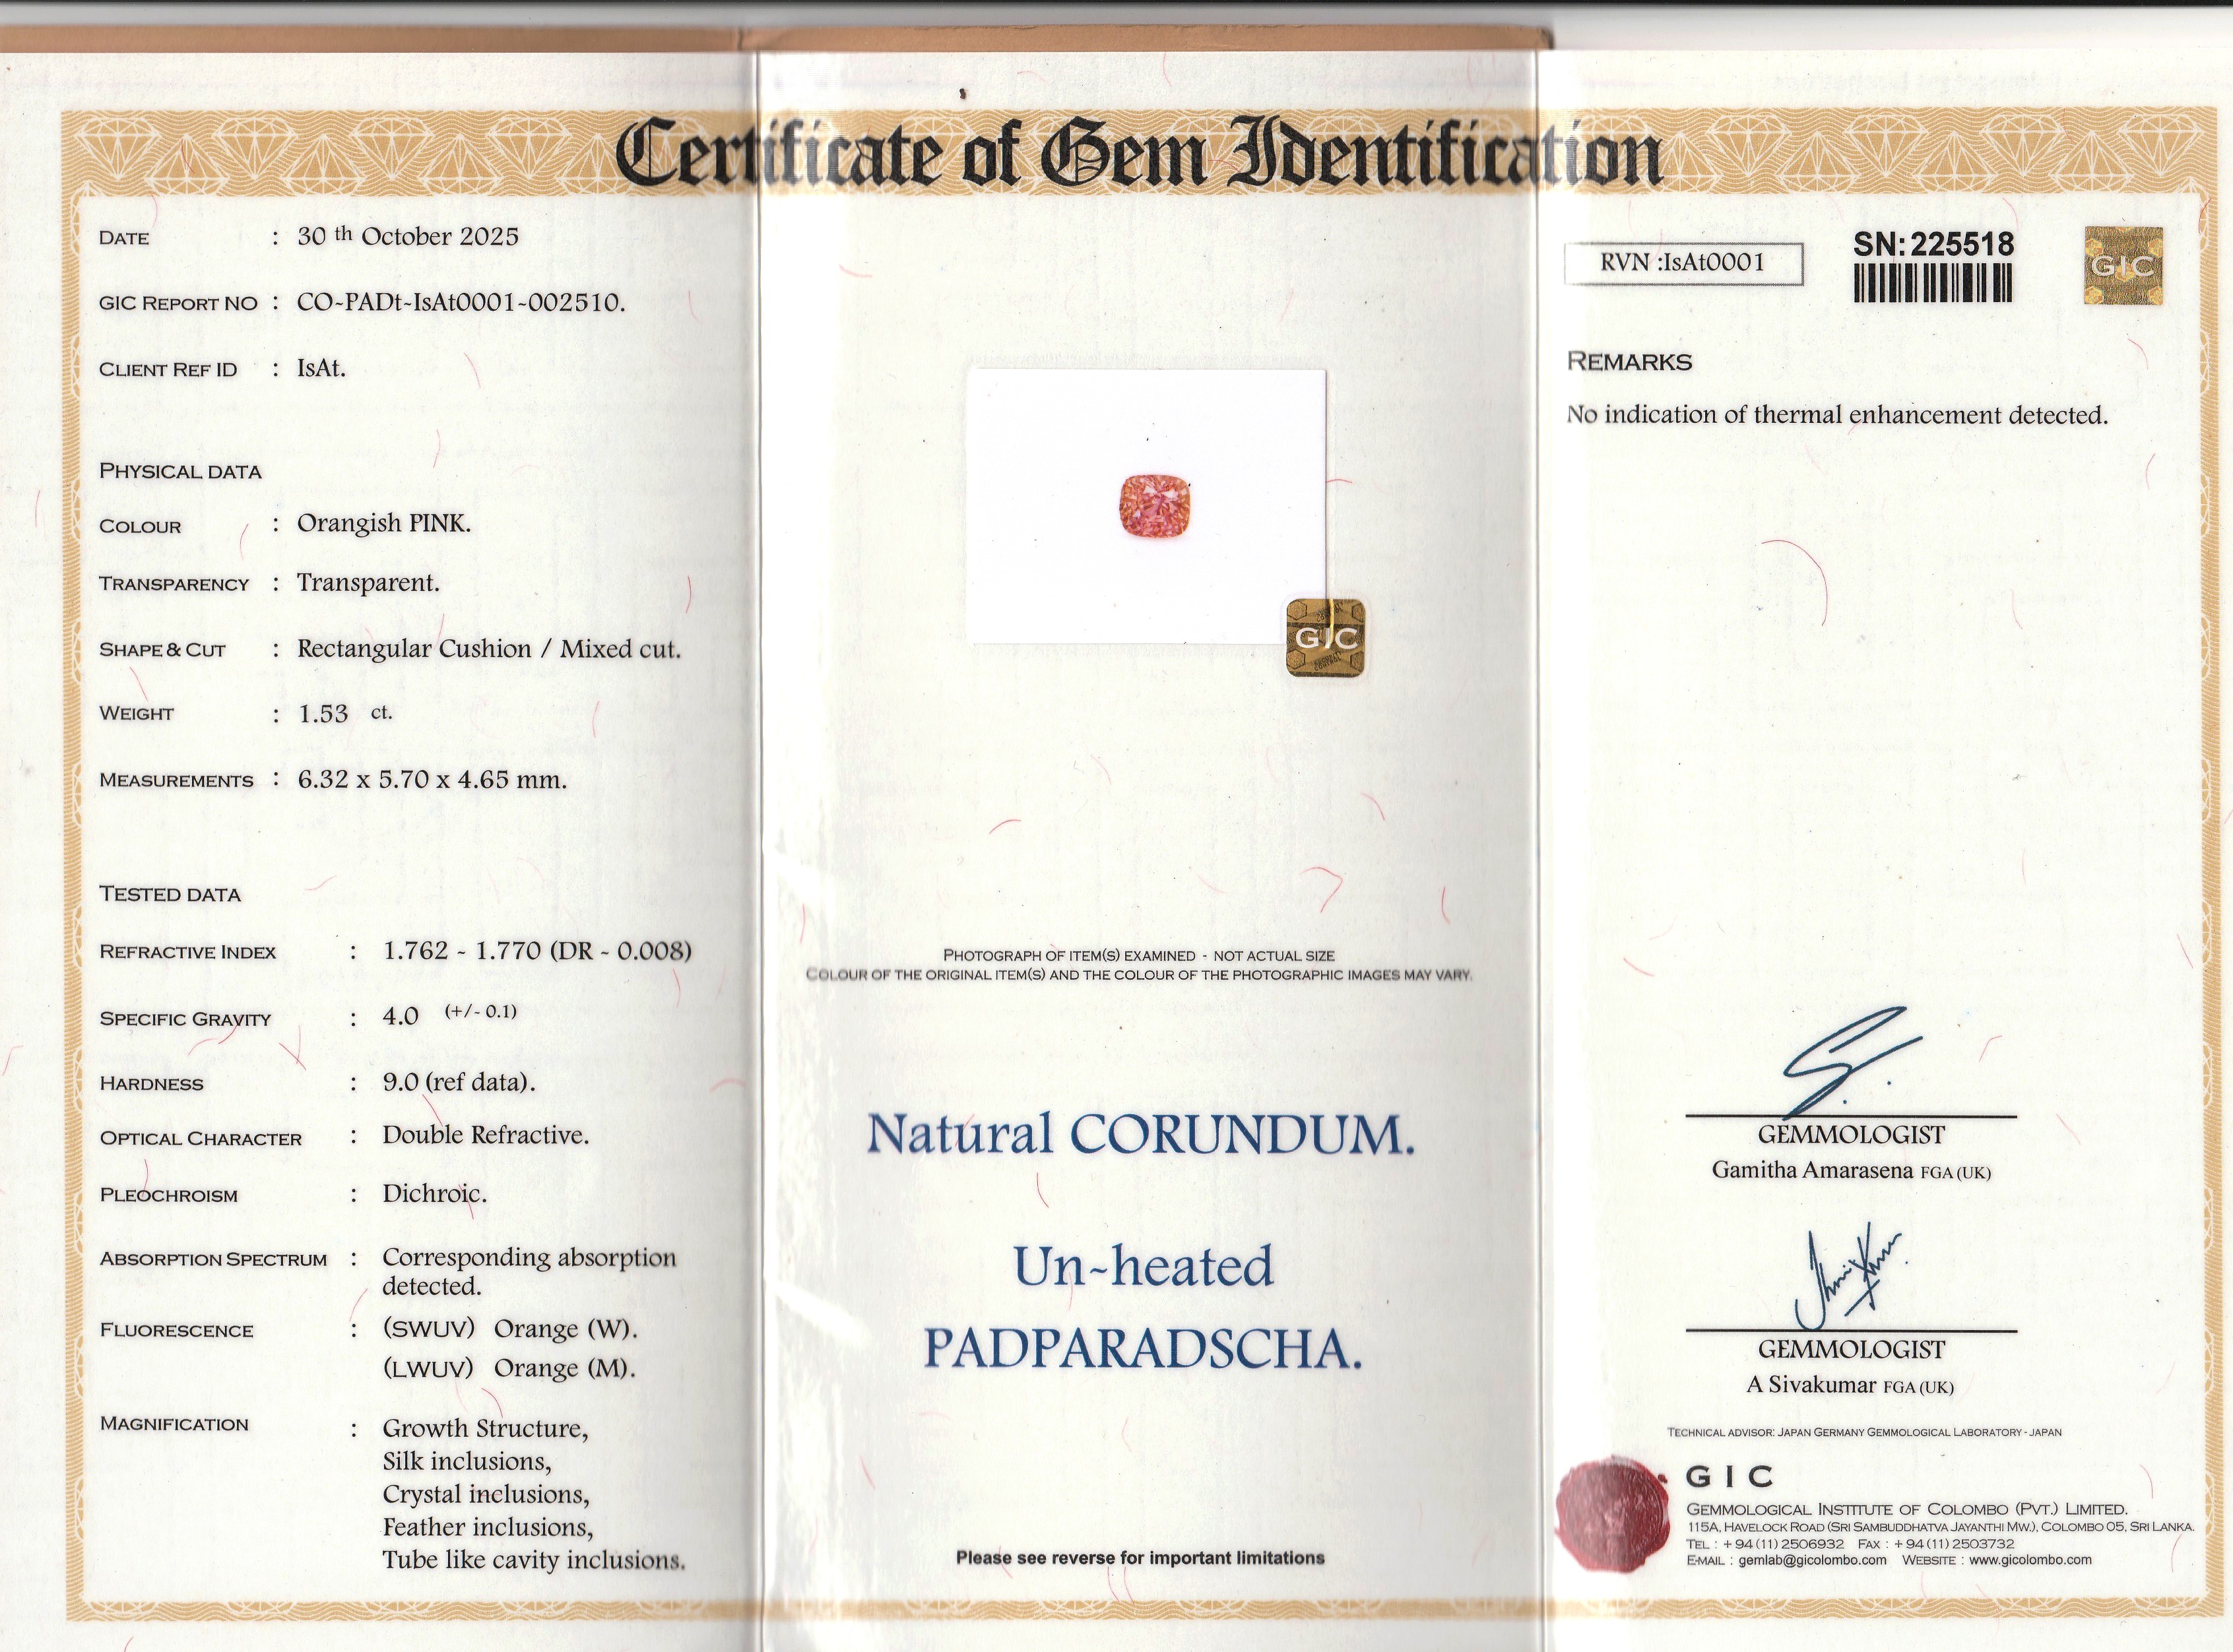 Certificate of Gem Identification
DATE : 30 th October 2025
GIC REPORT NO : CO-PADt-IsAt0001-002510.
CLIENT REF ID : IsAt.
PHYSICAL DATA
COLOUR : Orangish PINK.
TRANSPARENCY : Transparent.
SHAPE & CUT : Rectangular Cushion / Mixed cut.
WEIGHT : 1.53 ct.
MEASUREMENTS : 6.32 x 5.70 x 4.65 mm.
TESTED DATA
REFRACTIVE INDEX : 1.762 - 1.770 (DR - 0.008)
SPECIFIC GRAVITY : 4.0 (+/- 0.1)
HARDNESS : 9.0 (ref data).
OPTICAL CHARACTER : Double Refractive.
PLEOCHROISM : Dichroic.
ABSORPTION SPECTRUM : Corresponding absorption
detected.
FLUORESCENCE : (SWUV) Orange (W).
(LWUV) Orange (M).
MAGNIFICATION : Growth Structure,
Silk inclusions,
Crystal inclusions,
Feather inclusions,
Tube like cavity inclusions.
GIC
PHOTOGRAPH OF ITEM(S) EXAMINED - NOT ACTUAL SIZE
COLOUR OF THE ORIGINAL ITEM(S) AND THE COLOUR OF THE PHOTOGRAPHIC IMAGES MAY VARY.
Natural CORUNDUM.
Un-heated
PADPARADSCHA.
Please see reverse for important limitations
RVN :IsAt0001
SN:225518
GIC
REMARKS
No indication of thermal enhancement detected.
GEMMOLOGIST
Gamitha Amarasena FGA (UK)
GEMMOLOGIST
A Sivakumar FGA (UK)
TECHNICAL ADVISOR: JAPAN GERMANY GEMMOLOGICAL LABORATORY - JAPAN
GIC
GEMMOLOGICAL INSTITUTE OF COLOMBO (PVT.) LIMITED.
115A, HAVELOCK ROAD (SRI SAMBUDDHATVA JAYANTHI MW.), COLOMBO 05, SRI LANKA.
TEL : + 94 (11) 2506932 FAX : + 94 (11) 2503732
E-MAIL : gemlab@gicolombo.com WEBSITE : www.gicolombo.com